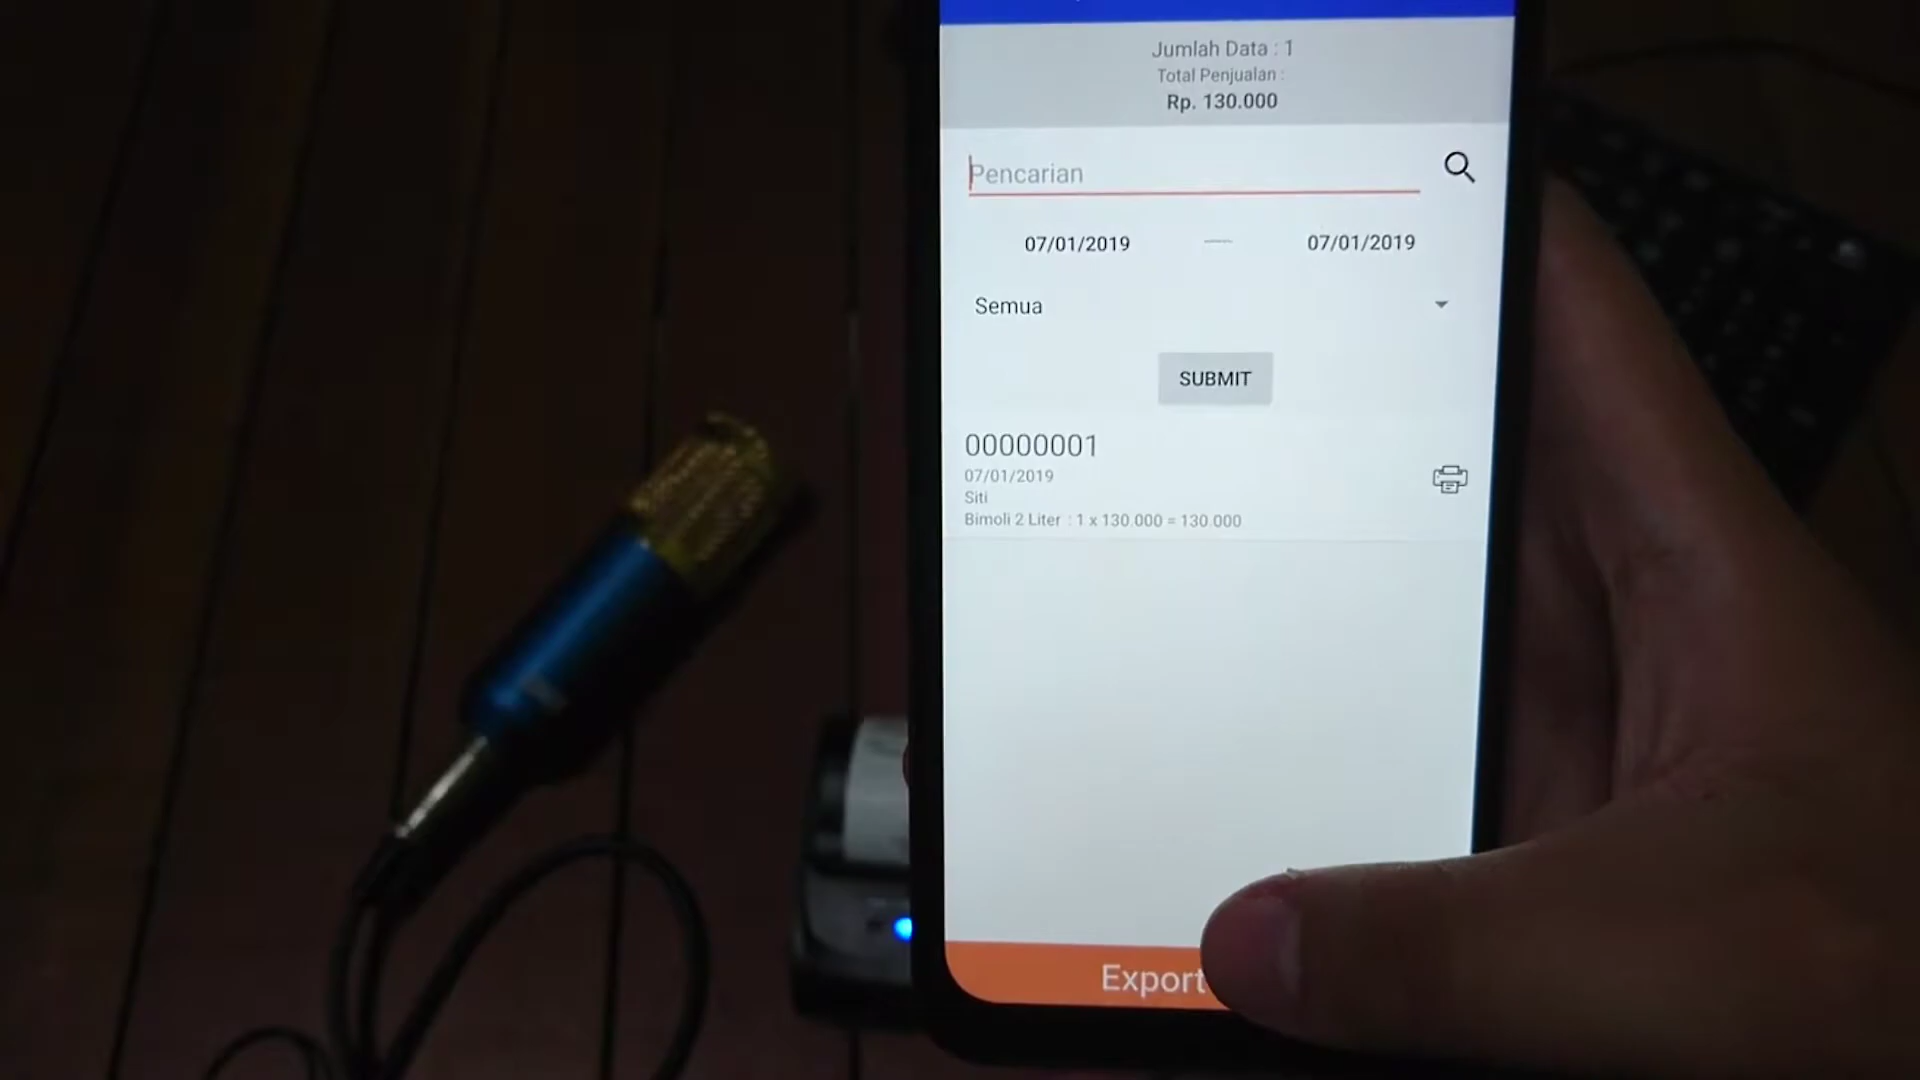 Jumlah Data : 1
Total Penjualan :
Rp. 130.000
Pencarian
07/01/2019
07/01/2019
Semua
SUBMIT
00000001
07/01/2019
Siti
Bimoli 2 Liter : 1 x 130.000 = 130.000
Export